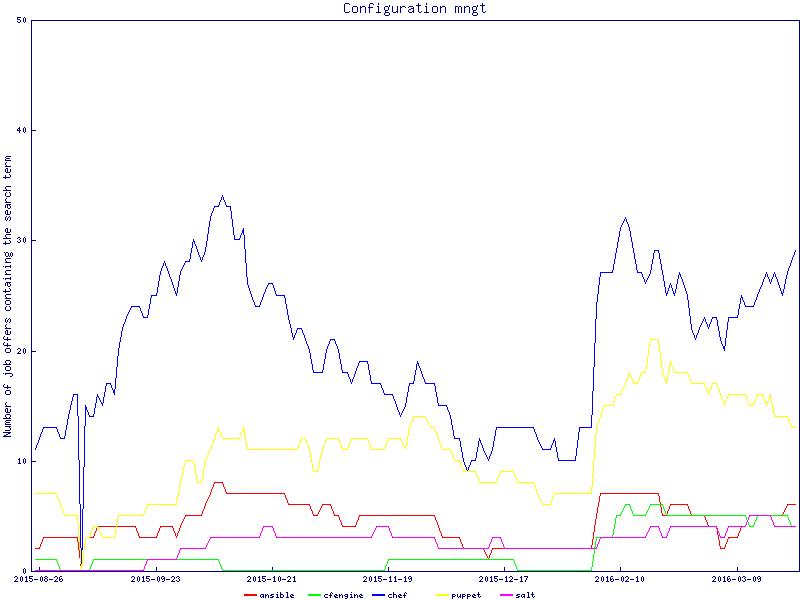 Configuration mngt
Number of job offers containing the search term
50
40
30
20
10
0
2015-08-26 2015-09-23 2015-10-21 2015-11-19 2015-12-17 2016-02-10 2016-03-09
ansible cfengine chef puppet salt